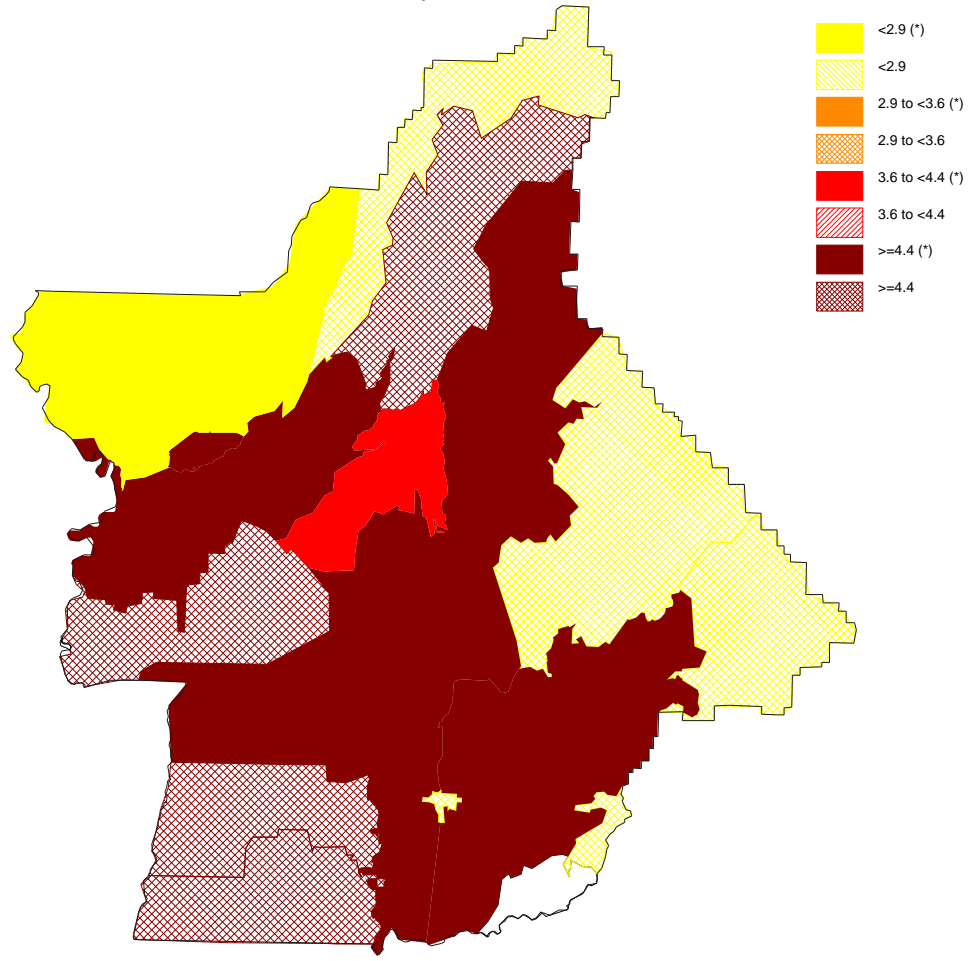 <2.9 (*)
<2.9
2.9 to <3.6 (*)
2.9 to <3.6
3.6 to <4.4 (*)
3.6 to <4.4
>=4.4 (*)
>=4.4